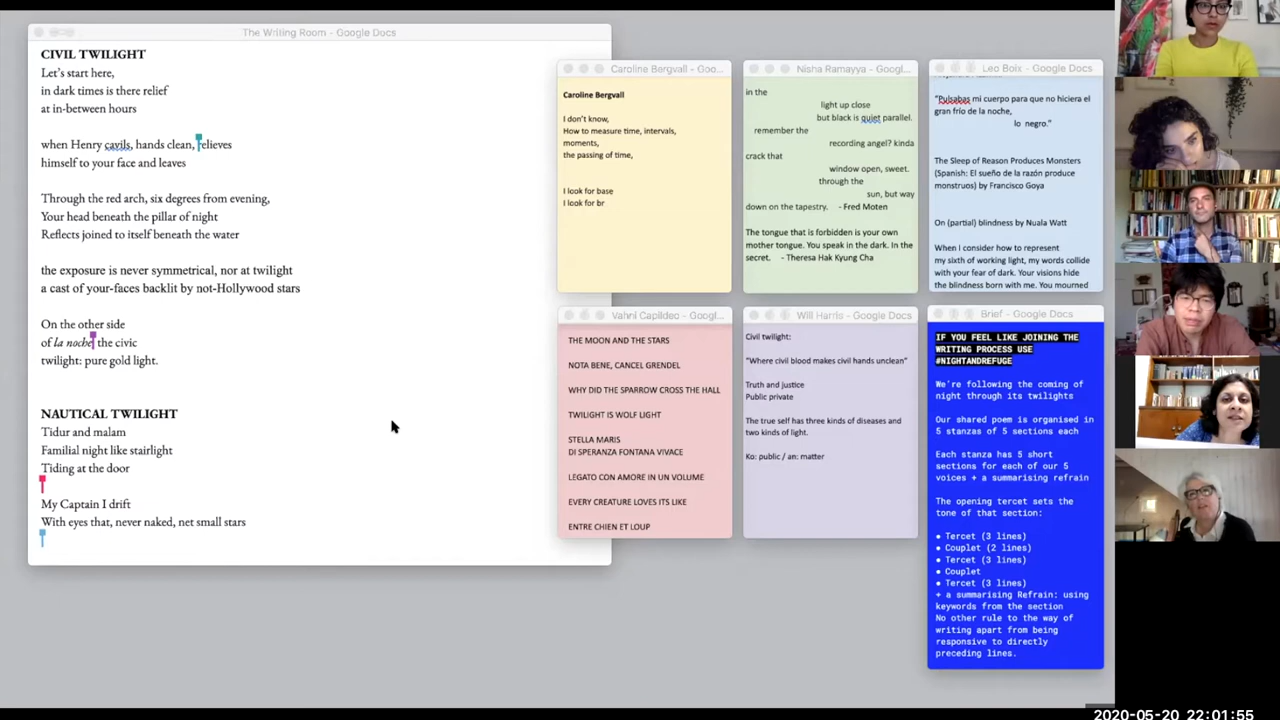 The Writing Room - Google Docs
CIVIL TWILIGHT
Let's start here,
in dark times is there relief
at in-between hours
when Henry cavils, hands clean, relieves
himself to your face and leaves
Through the red arch, six degrees from evening,
Your head beneath the pillar of night
Reflects joined to itself beneath the water
the exposure is never symmetrical, nor at twilight
a cast of your-faces backlit by not-Hollywood stars
On the other side
of la noche the civic
twilight: pure gold light.
NAUTICAL TWILIGHT
Tidur and malam
Familial night like stairlight
Tiding at the door
My Captain I drift
With eyes that, never naked, net small stars
Caroline Bergvall - Goo...
Caroline Bergvall
I don't know,
How to measure time, intervals,
moments,
the passing of time,
I look for base
I look for br
Nisha Ramayya - Googl...
in the
light up close
but black is quiet parallel.
remember the
recording angel? kinda
crack that
window open, sweet.
through the
sun, but way
down on the tapestry. - Fred Moten
The tongue that is forbidden is your own
mother tongue. You speak in the dark. In the
secret. - Theresa Hak Kyung Cha
Leo Boix - Google Docs
"Pulsabas mi cuerpo para que no hiciera el
gran frío de la noche,
lo negro."
The Sleep of Reason Produces Monsters
(Spanish: El sueño de la razón produce
monstruos) by Francisco Goya
On (partial) blindness by Nuala Watt
When I consider how to represent
my sixth of working light, my words collide
with your fear of dark. Your visions hide
the blindness born with me. You mourned
Vahni Capildeo - Googl...
THE MOON AND THE STARS
NOTA BENE, CANCEL GRENDEL
WHY DID THE SPARROW CROSS THE HALL
TWILIGHT IS WOLF LIGHT
STELLA MARIS
DI SPERANZA FONTANA VIVACE
LEGATO CON AMORE IN UN VOLUME
EVERY CREATURE LOVES ITS LIKE
ENTRE CHIEN ET LOUP
Will Harris - Google Docs
Civil twilight:
"Where civil blood makes civil hands unclean"
Truth and justice
Public private
The true self has three kinds of diseases and
two kinds of light.
Ko: public / an: matter
Brief - Google Docs
IF YOU FEEL LIKE JOINING THE
WRITING PROCESS USE
#NIGHTANDREFUGE
We're following the coming of
night through its twilights
Our shared poem is organised in
5 stanzas of 5 sections each
Each stanza has 5 short
sections for each of our 5
voices + a summarising refrain
The opening tercet sets the
tone of that section:
● Tercet (3 lines)
● Couplet (2 lines)
● Tercet (3 lines)
● Couplet
● Tercet (3 lines)
+ a summarising Refrain: using
keywords from the section
No other rule to the way of
writing apart from being
responsive to directly
preceding lines.
2020-05-20 22:01:55